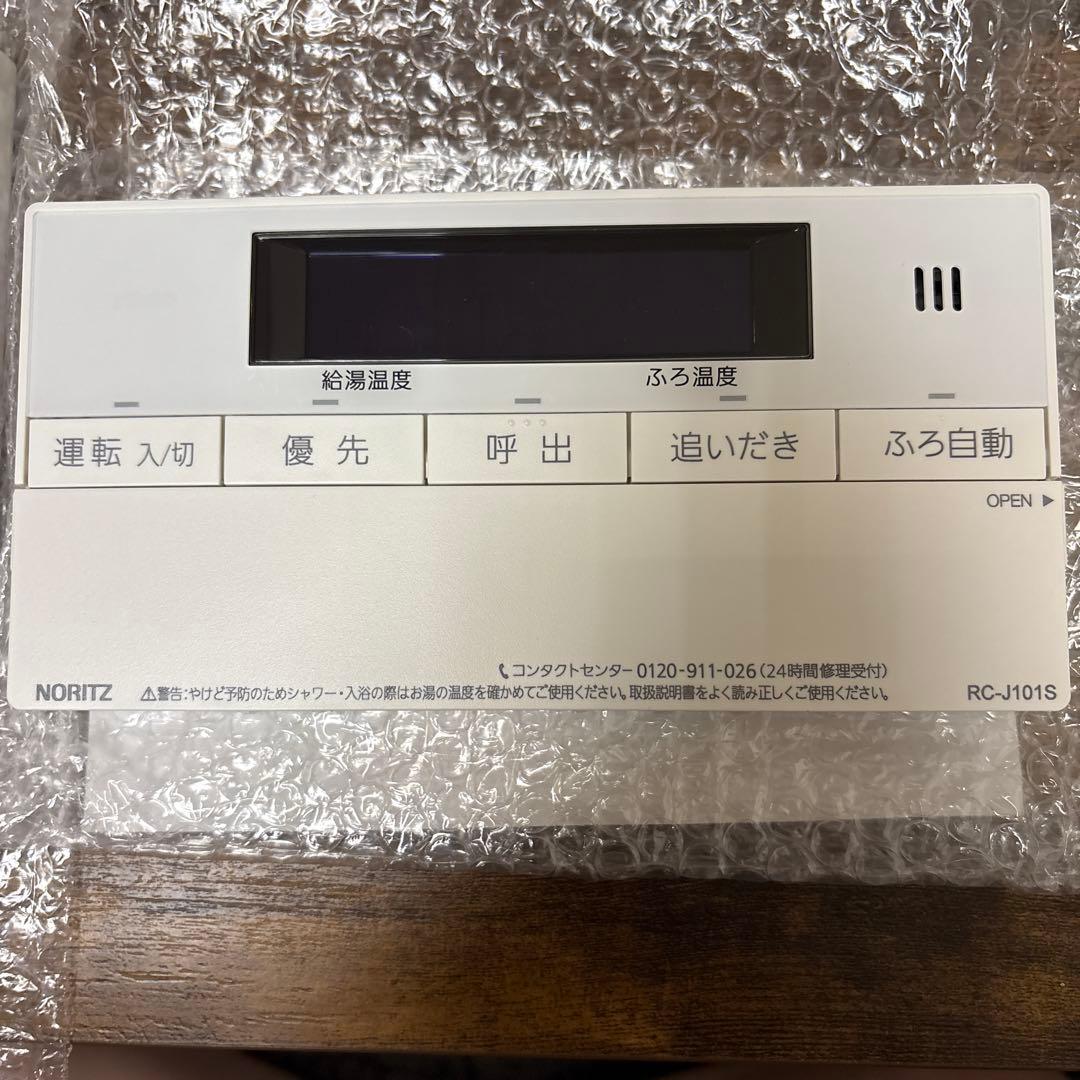 給湯温度 ふろ温度
運転 入/切 優先 呼出 追いだき ふろ自動
OPEN ▶
コンタクトセンター 0120-911-026(24時間修理受付)
NORITZ ⚠警告:やけど予防のためシャワー・入浴の際はお湯の温度を確かめてご使用ください。取扱説明書をよく読み正しくご使用ください。 RC-J101S